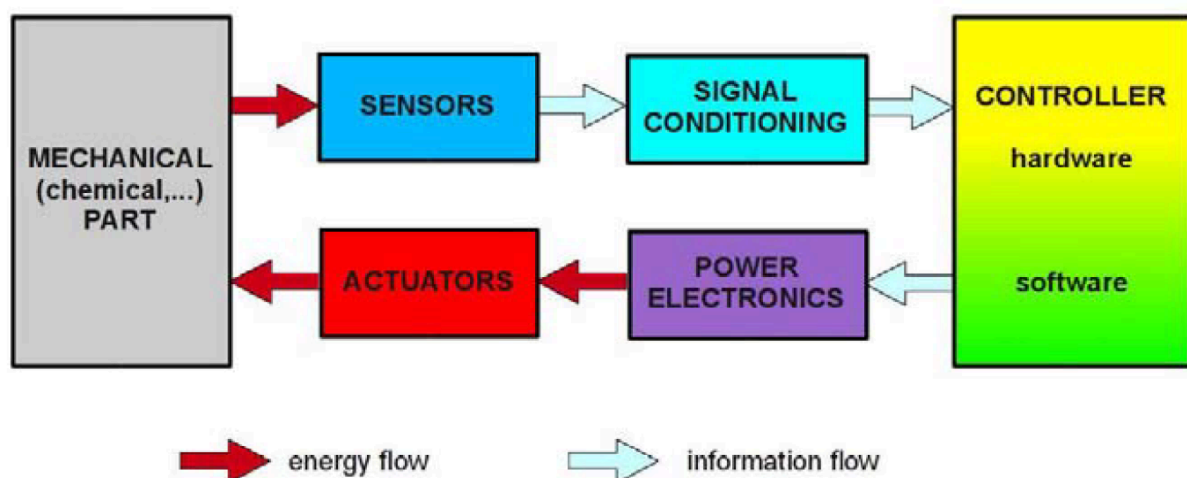 MECHANICAL
(chemical,...)
PART
SENSORS
SIGNAL
CONDITIONING
CONTROLLER
hardware
software
ACTUATORS
POWER
ELECTRONICS
energy flow
information flow